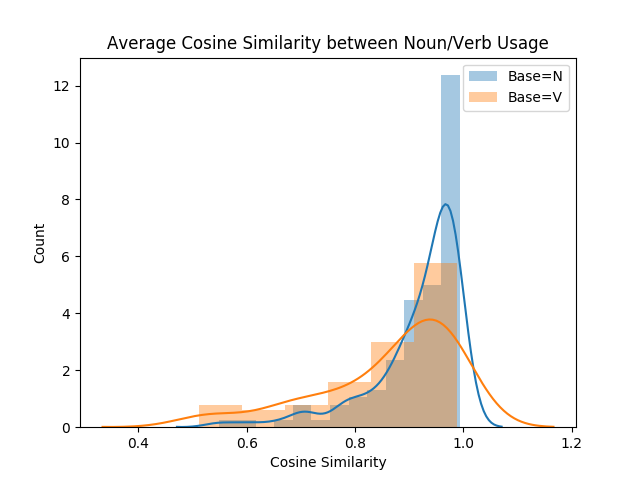 Average Cosine Similarity between Noun/Verb Usage
Base=N
Base=V
Count
12
10
8
6
4
2
0
0.4 0.6 0.8 1.0 1.2
Cosine Similarity